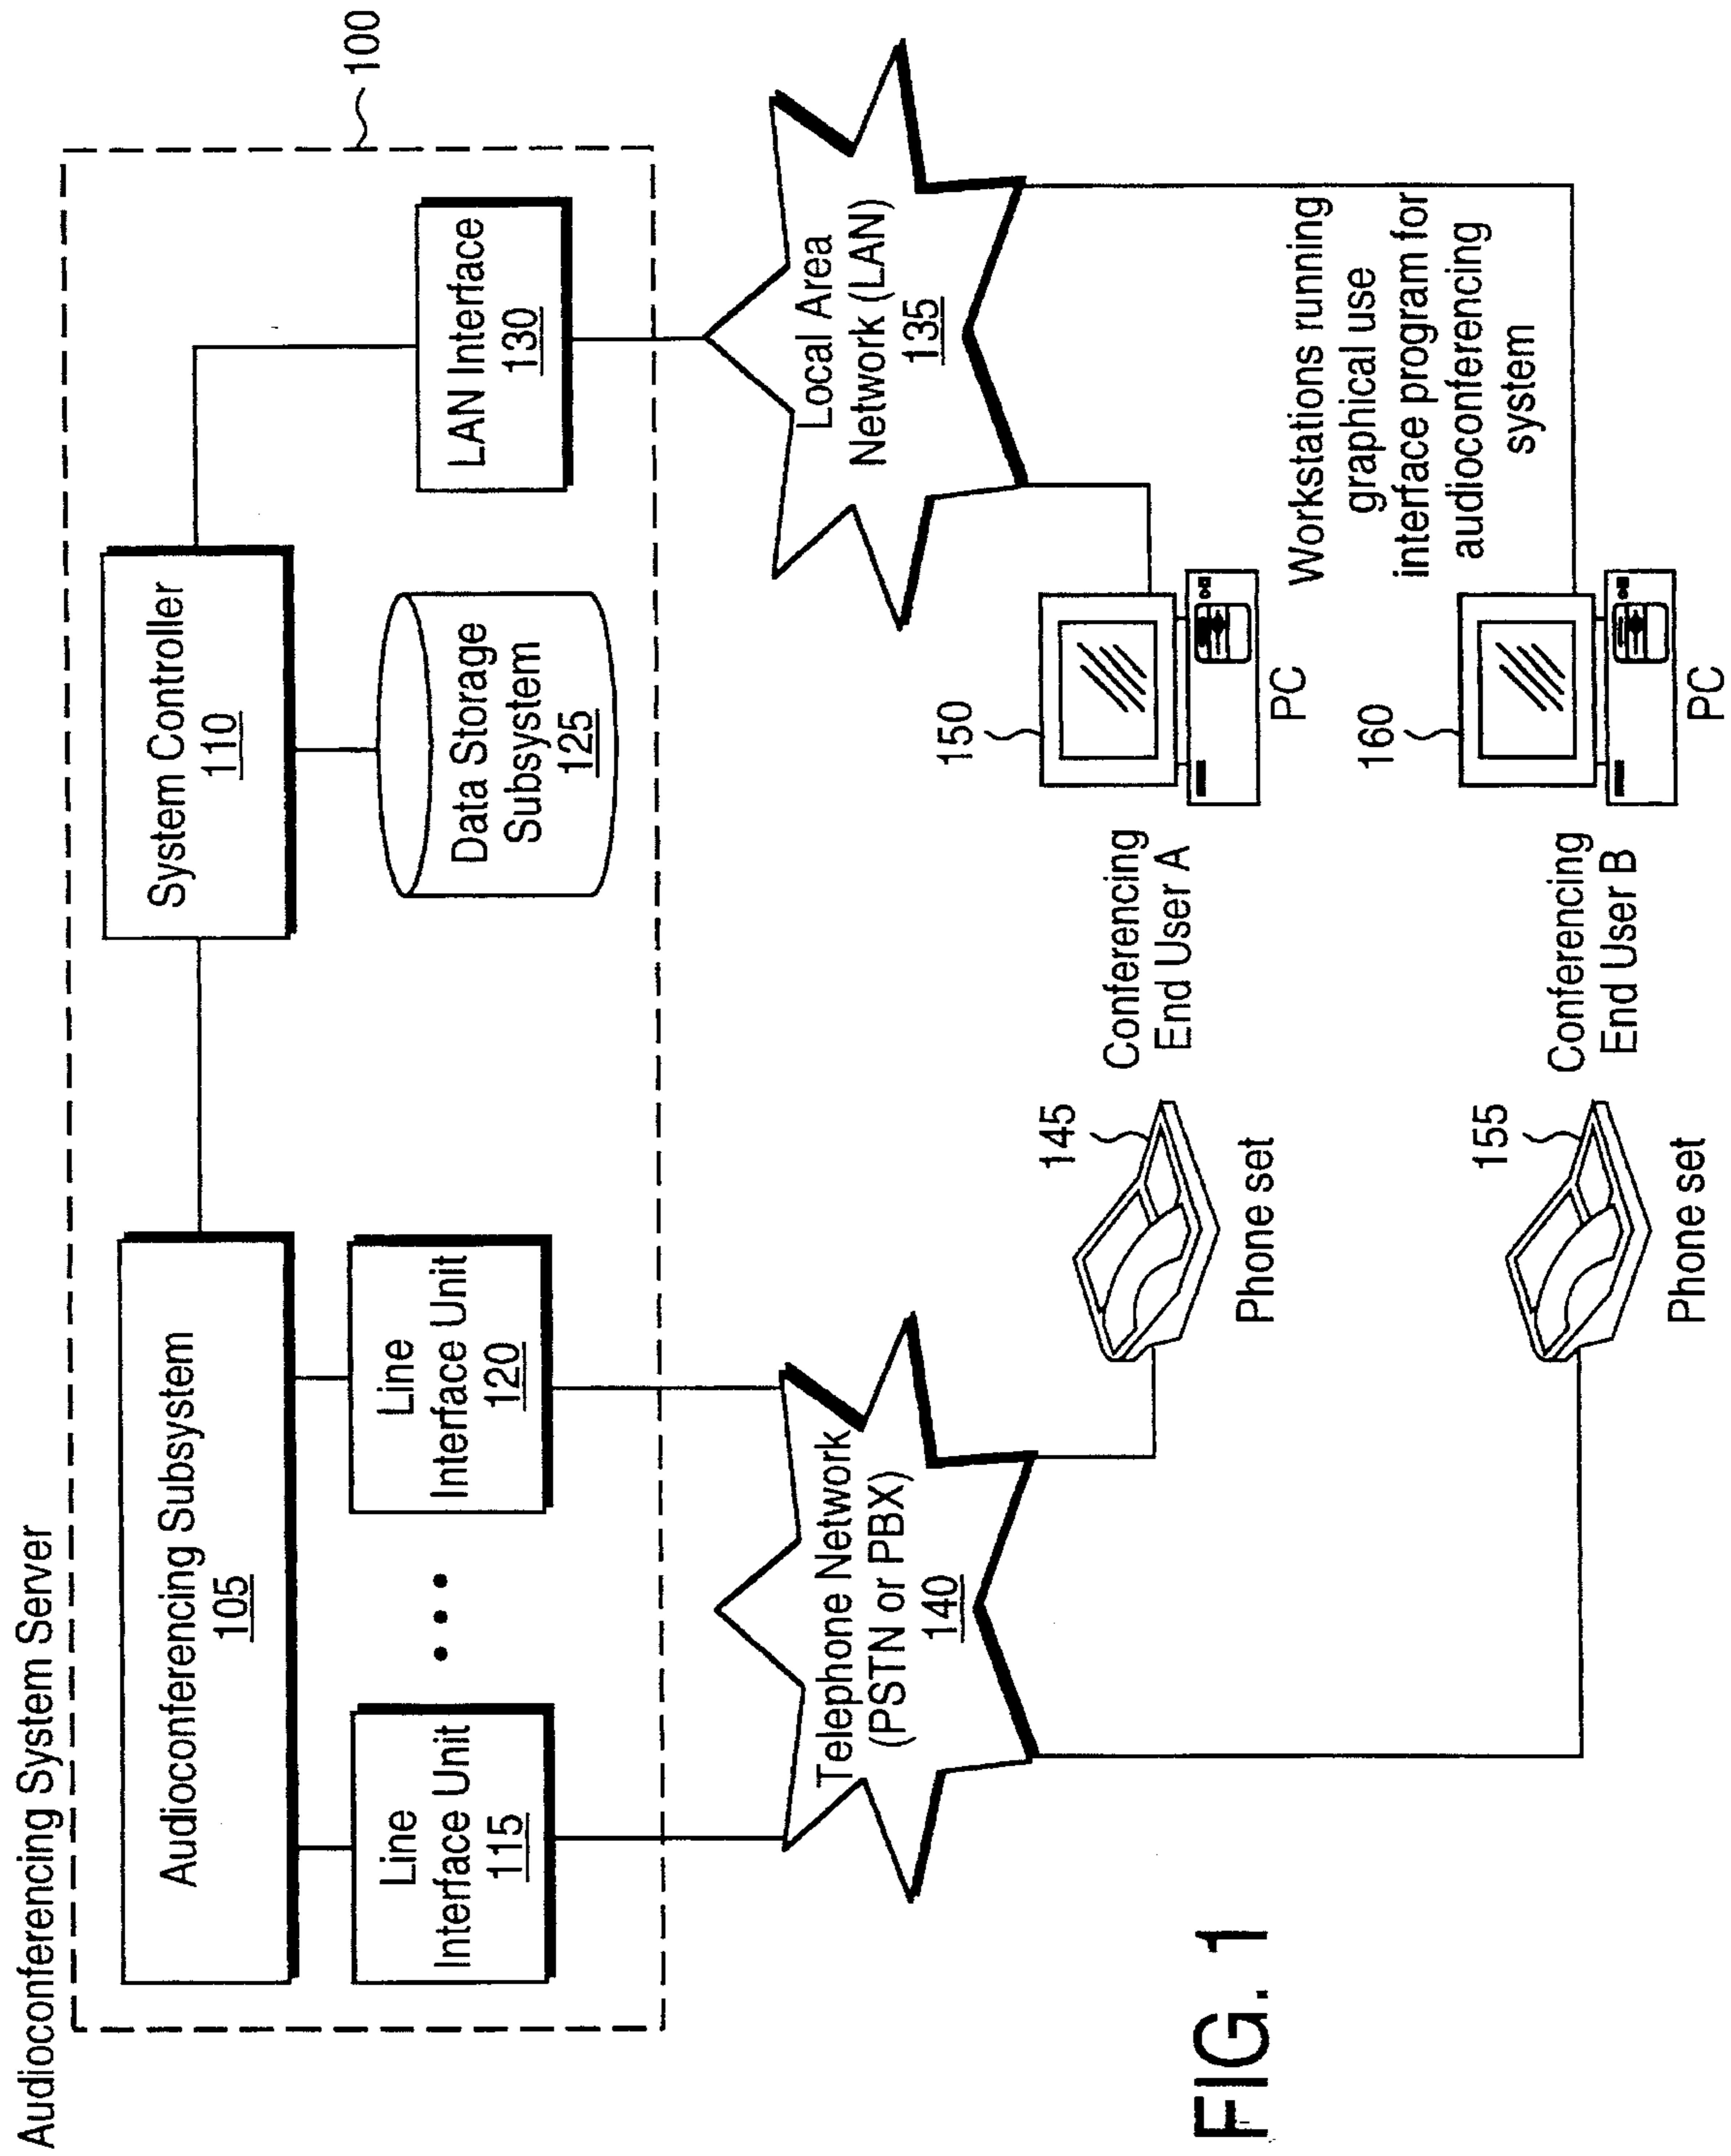 Audioconferencing System Server
100
Audioconferencing Subsystem
105
System Controller
110
Line
Interface Unit
115
Line
Interface Unit
120
Data Storage
Subsystem
125
LAN Interface
130
Telephone Network
(PSTN or PBX)
140
Local Area
Network (LAN)
135
145
Phone set
Conferencing
End User A
150
PC
Workstations running
graphical use
interface program for
audioconferencing
system
155
Phone set
Conferencing
End User B
160
PC
FIG. 1